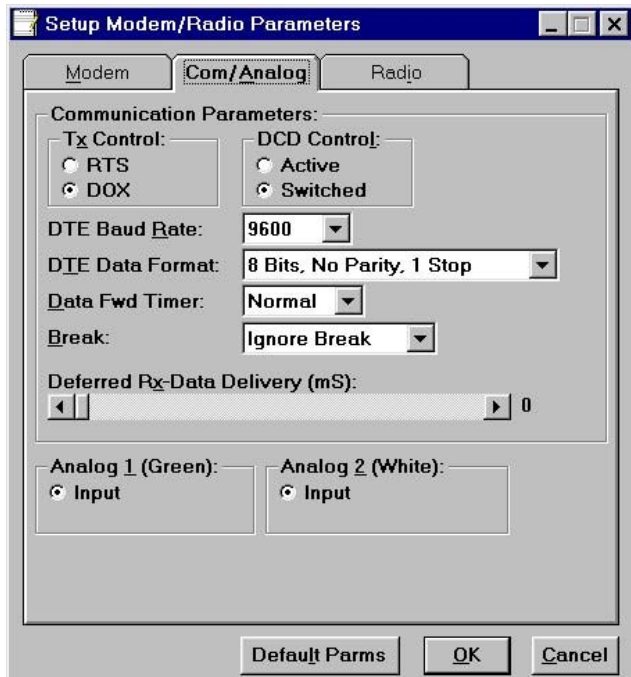 Setup Modem/Radio Parameters
Modem Com/Analog Radio
Communication Parameters:
Tx Control: DCD Control:
RTS Active
DOX Switched
DTE Baud Rate: 9600
DTE Data Format: 8 Bits, No Parity, 1 Stop
Data Fwd Timer: Normal
Break: Ignore Break
Deferred Rx-Data Delivery (mS):
0
Analog 1 (Green): Analog 2 (White):
Input Input
Default Parms OK Cancel